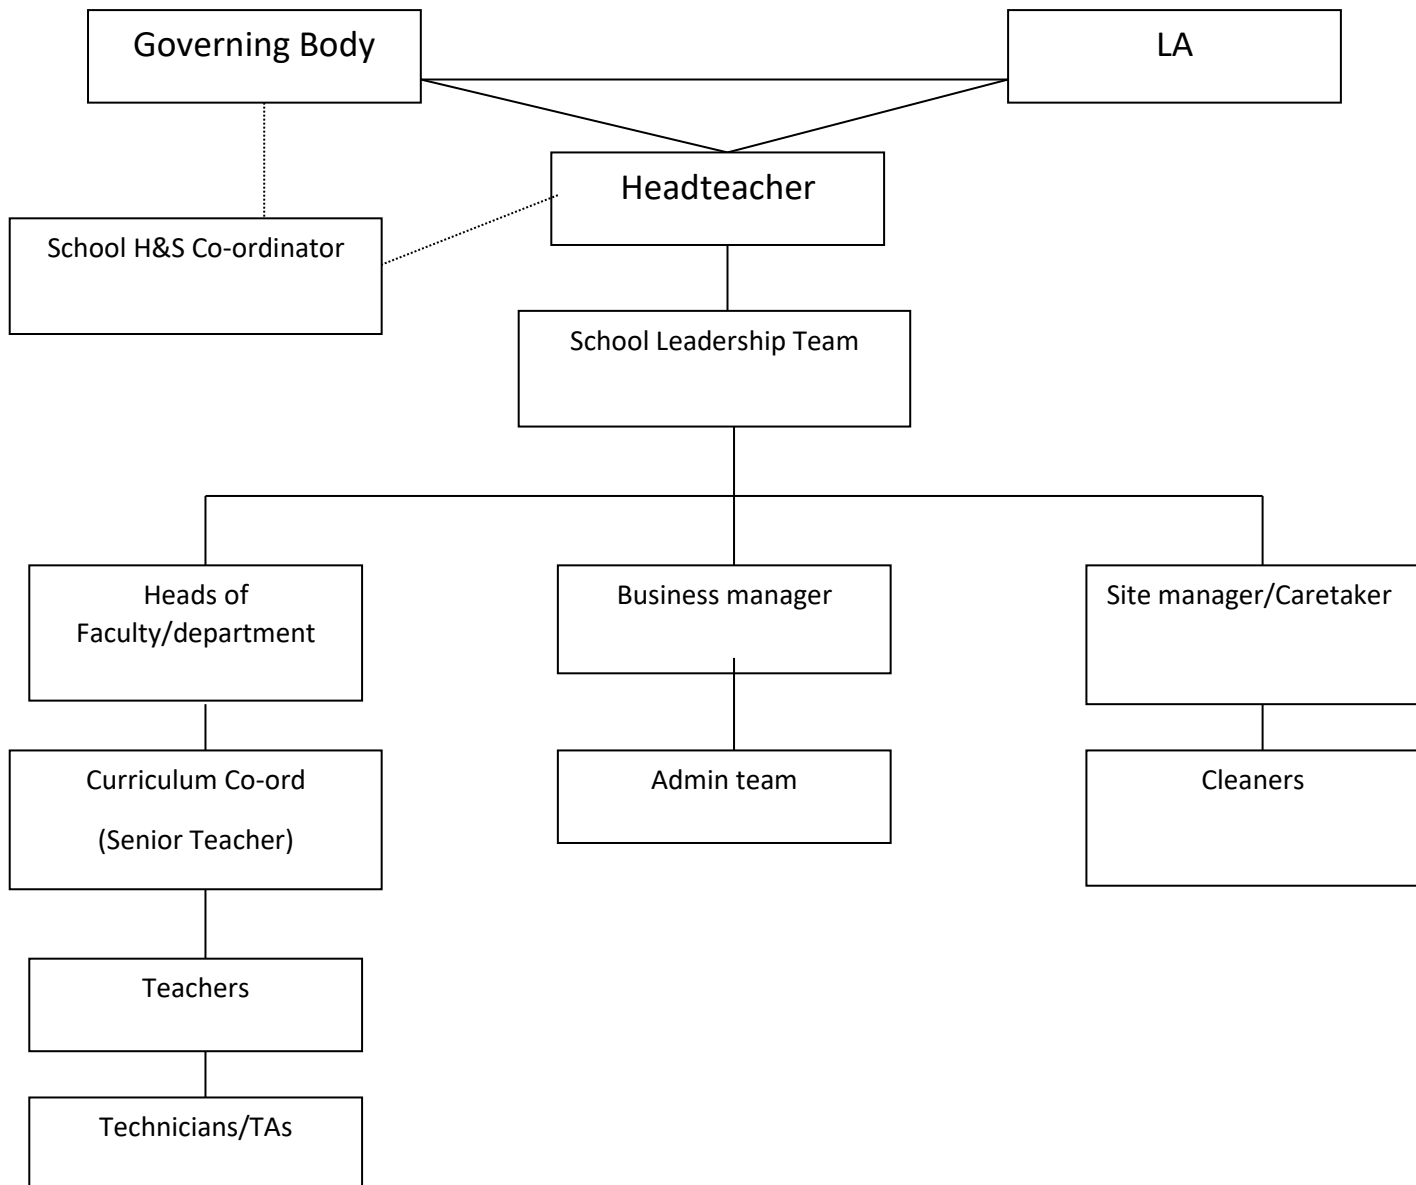 Governing Body
LA
Headteacher
School H&S Co-ordinator
School Leadership Team
Heads of
Faculty/department
Business manager
Site manager/Caretaker
Curriculum Co-ord
(Senior Teacher)
Admin team
Cleaners
Teachers
Technicians/TAs